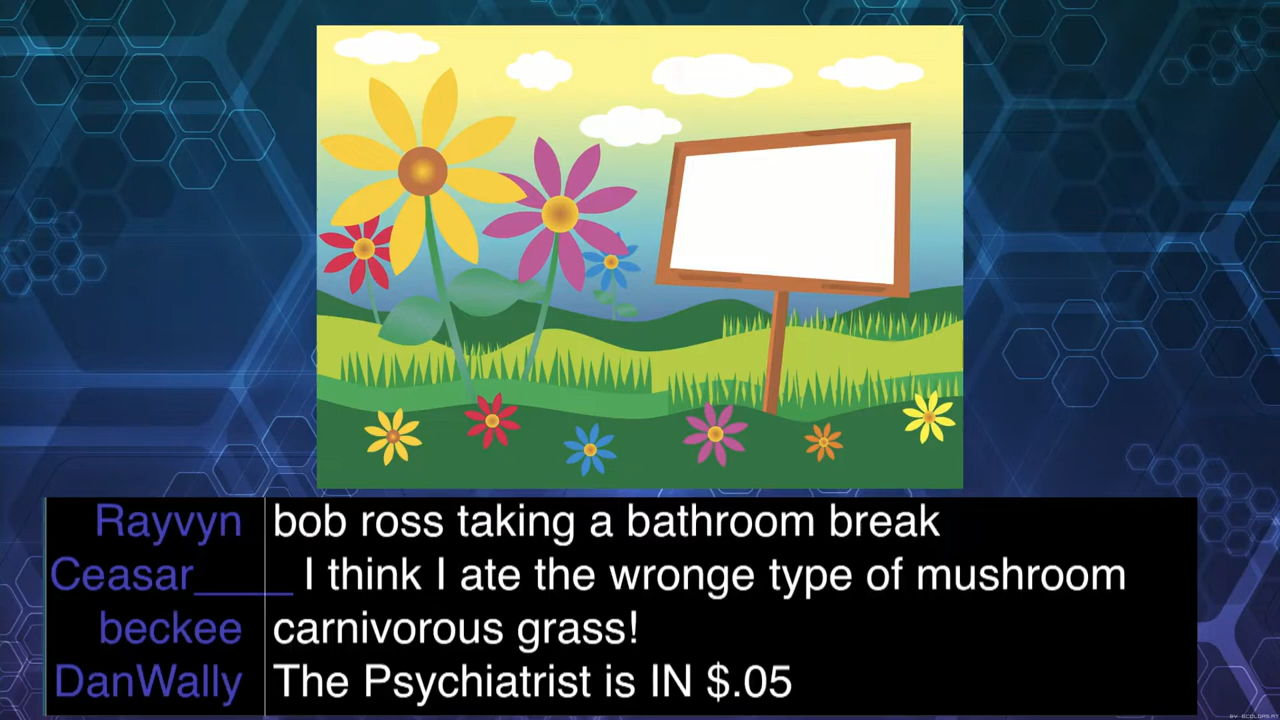 Rayvyn bob ross taking a bathroom break
Ceasar_____ I think I ate the wronge type of mushroom
beckee carnivorous grass!
DanWally The Psychiatrist is IN $.05